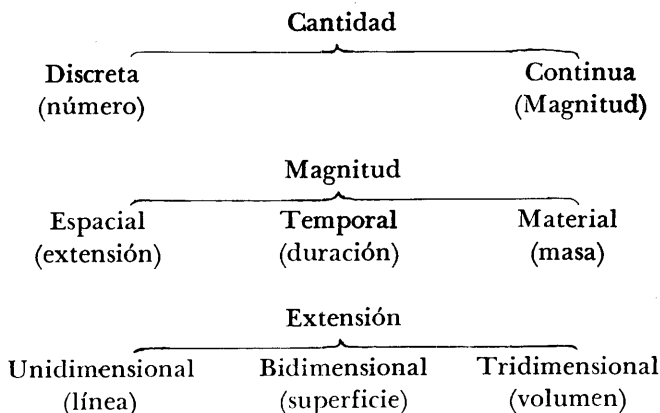 Cantidad
Discreta Continua
(número) (Magnitud)
Magnitud
Espacial Temporal Material
(extensión) (duración) (masa)
Extensión
Unidimensional Bidimensional Tridimensional
(línea) (superficie) (volumen)